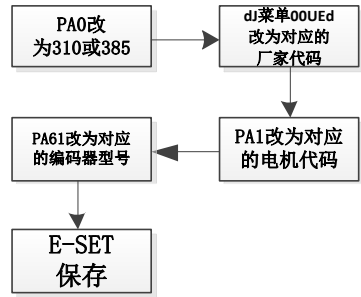 PA0改
为310或385
dJ菜单00UEd
改为对应的
厂家代码
PA1改为对应
的电机代码
PA61改为对应
的编码器型号
E-SET
保存